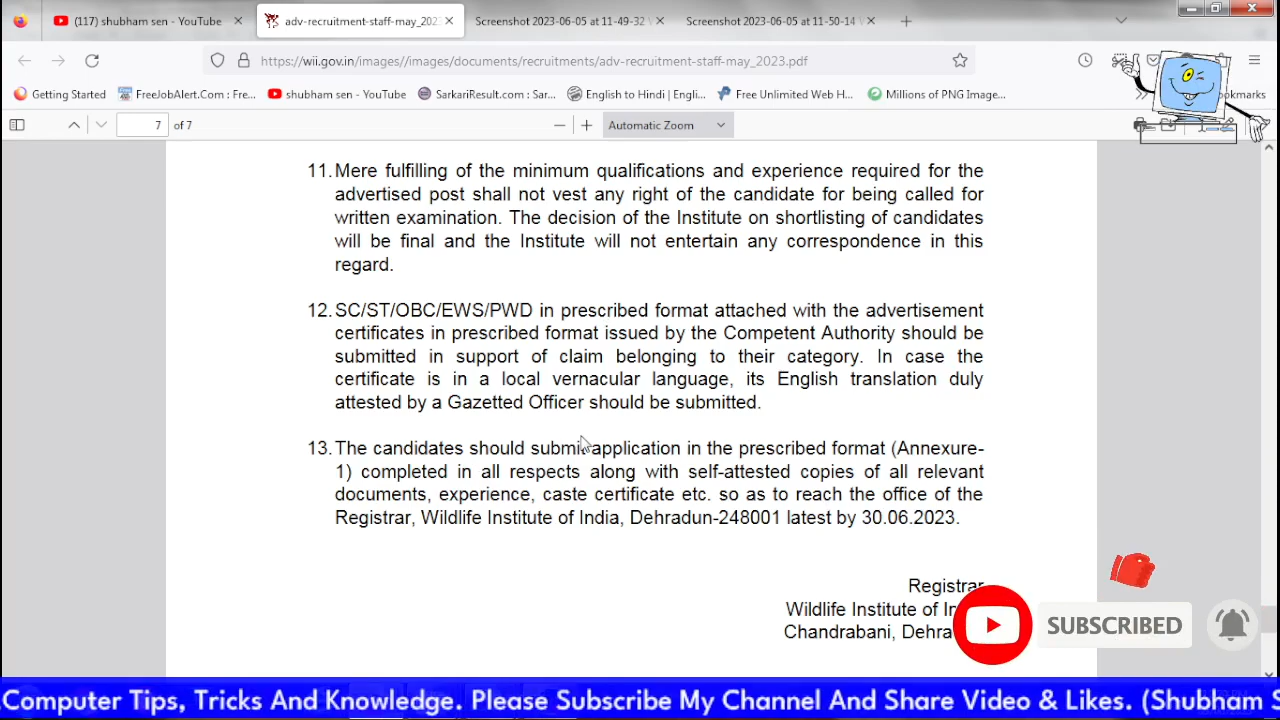 (117) shubham sen - YouTube
adv-recruitment-staff-may_202
Screenshot 2023-06-05 at 11-49-32
Screenshot 2023-06-05 at 11-50-14
https://wii.gov.in/images//images/documents/recruitments/adv-recruitment-staff-may_2023.pdf
Getting Started
FreeJobAlert.Com : Fre...
shubham sen - YouTube
SarkariResult.Com : Sar...
English to Hindi | Engli...
Free Unlimited Web H...
Millions of PNG Image...
7 of 7
Automatic Zoom
11. Mere fulfilling of the minimum qualifications and experience required for the
advertised post shall not vest any right of the candidate for being called for
written examination. The decision of the Institute on shortlisting of candidates
will be final and the Institute will not entertain any correspondence in this
regard.
12. SC/ST/OBC/EWS/PWD in prescribed format attached with the advertisement
certificates in prescribed format issued by the Competent Authority should be
submitted in support of claim belonging to their category. In case the
certificate is in a local vernacular language, its English translation duly
attested by a Gazetted Officer should be submitted.
13. The candidates should submi application in the prescribed format (Annexure-
1) completed in all respects along with self-attested copies of all relevant
documents, experience, caste certificate etc. so as to reach the office of the
Registrar, Wildlife Institute of India, Dehradun-248001 latest by 30.06.2023.
Registrar
Wildlife Institute of In
Chandrabani, Dehra
SUBSCRIBED
Computer Tips, Tricks And Knowledge. Please Subscribe My Channel And Share Video & Likes. (Shubham S